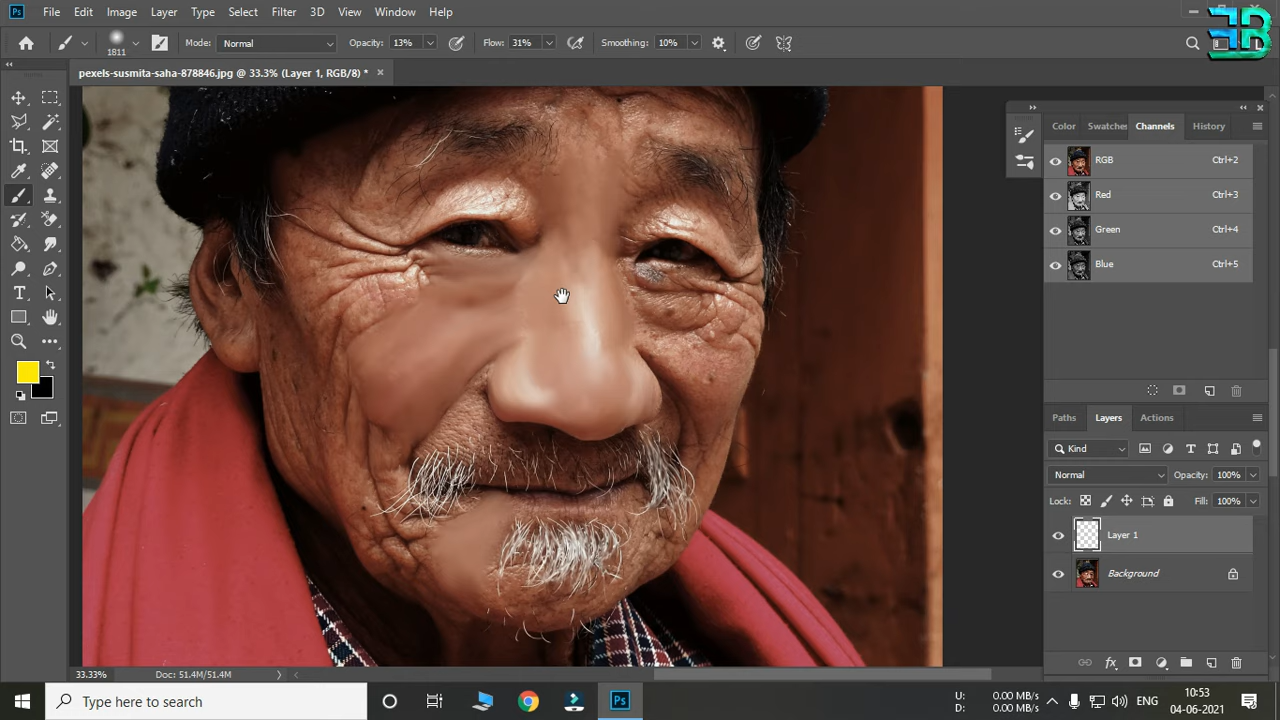 Ps File Edit Image Layer Type Select Filter 3D View Window Help
1811 Mode: Normal Opacity: 13% Flow: 31% Smoothing: 10%
pexels-susmita-saha-878846.jpg @ 33.3% (Layer 1, RGB/8) * ×
Color Swatches Channels History
RGB Ctrl+2
Red Ctrl+3
Green Ctrl+4
Blue Ctrl+5
Paths Layers Actions
Kind
Normal Opacity: 100%
Lock: Fill: 100%
Layer 1
Background
33.33% Doc: 51.4M/51.4M
Type here to search
Ps
U: 0.00 MB/s
D: 0.00 MB/s
ENG
10:53
04-06-2021